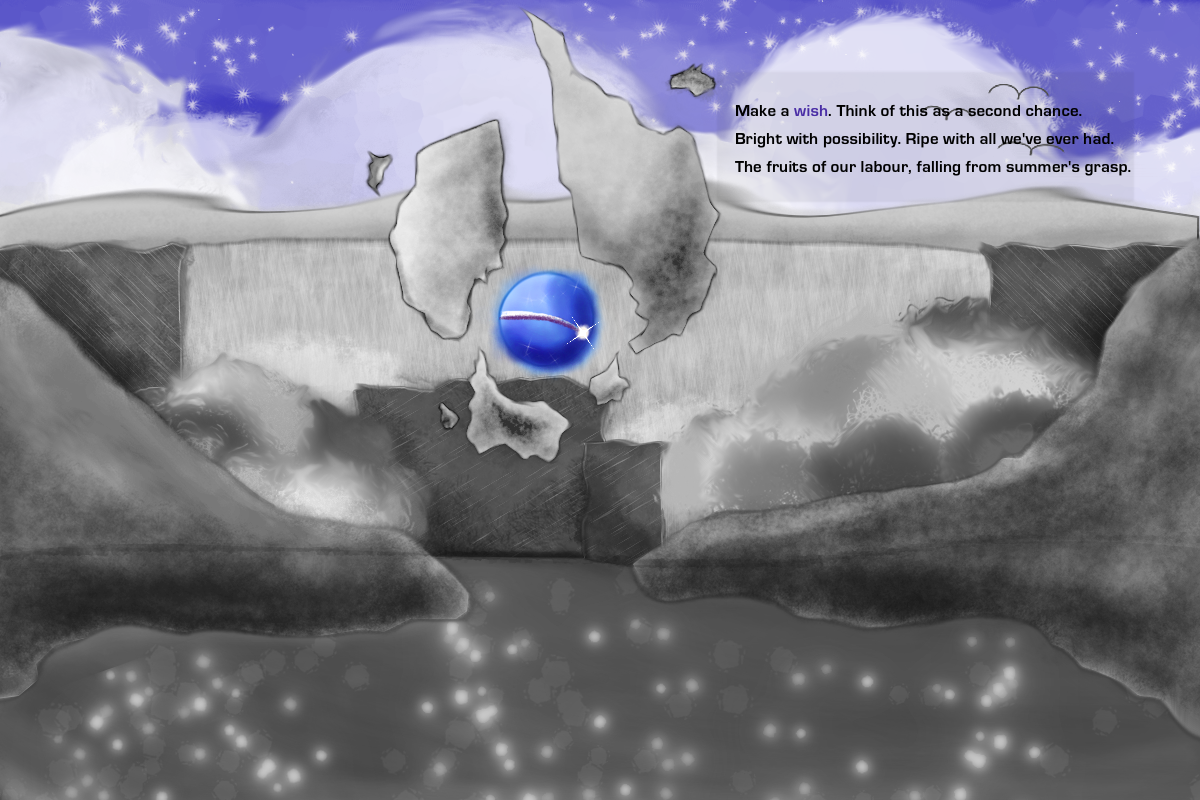 Make a wish. Think of this as a second chance.
Bright with possibility. Ripe with all we've ever had.
The fruits of our labour, falling from summer's grasp.